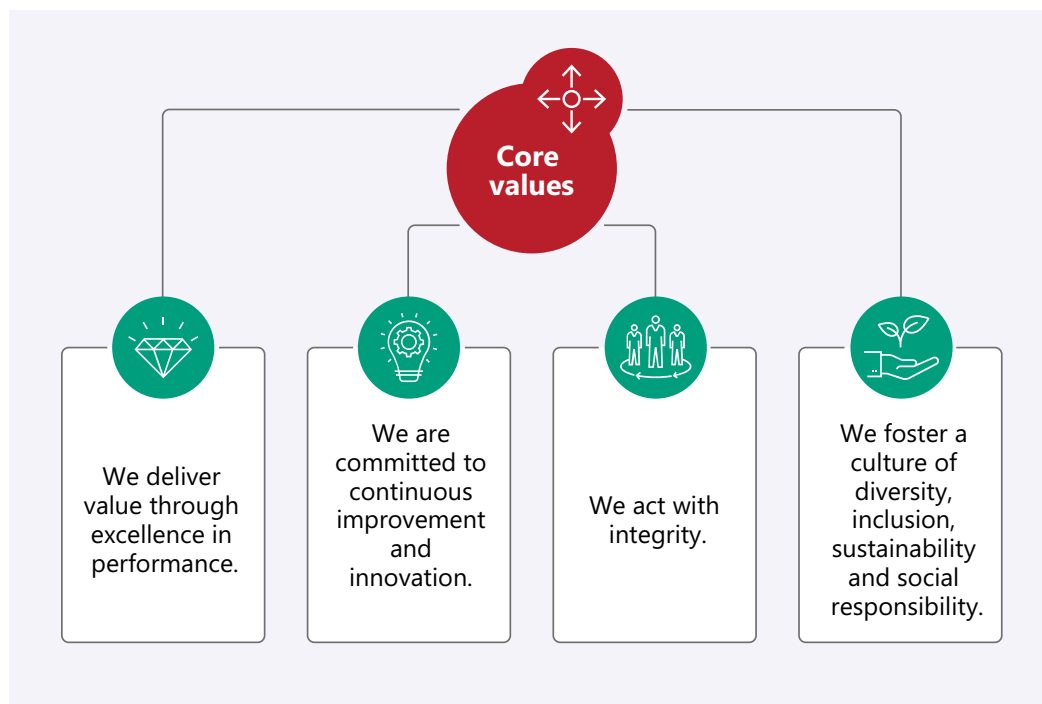 Core
values
We deliver
value through
excellence in
performance.
We are
committed to
continuous
improvement
and
innovation.
We act with
integrity.
We foster a
culture of
diversity,
inclusion,
sustainability
and social
responsibility.